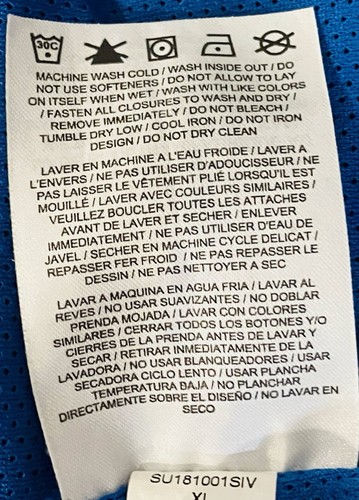 30C
MACHINE WASH COLD / WASH INSIDE OUT / DO
NOT USE SOFTENERS / DO NOT ALLOW TO LAY
ON ITSELF WHEN WET / WASH WITH LIKE COLORS
/ FASTEN ALL CLOSURES TO WASH AND DRY /
REMOVE IMMEDIATELY / DO NOT BLEACH /
TUMBLE DRY LOW / COOL IRON / DO NOT IRON
DESIGN / DO NOT DRY CLEAN
LAVER EN MACHINE A L'EAU FROIDE / LAVER A
L'ENVERS / NE PAS UTILISER D'ADOUCISSEUR / NE
PAS LAISSER LE VÊTEMENT PLIÉ LORSQU'IL EST
MOUILLÉ / LAVER AVEC COULEURS SIMILAIRES /
VEUILLEZ BOUCLER TOUTES LES ATTACHES
AVANT DE LAVER ET SECHER / ENLEVER
IMMEDIATEMENT / NE PAS UTILISER D'EAU DE
JAVEL / SECHER EN MACHINE CYCLE DELICAT /
REPASSER FER FROID / NE PAS REPASSER LE
DESSIN / NE PAS NETTOYER A SEC
LAVAR A MAQUINA EN AGUA FRIA / LAVAR AL
REVES / NO USAR SUAVIZANTES / NO DOBLAR
PRENDA MOJADA / LAVAR CON COLORES
SIMILARES / CERRAR TODOS LOS BOTONES Y/O
CIERRES DE LA PRENDA ANTES DE LAVAR Y
SECAR / RETIRAR INMEDIATAMENTE DE LA
LAVADORA / NO USAR BLANQUEADORES / USAR
SECADORA CICLO LENTO / USAR PLANCHA
TEMPERATURA BAJA / NO PLANCHAR
DIRECTAMENTE SOBRE EL DISEÑO / NO LAVAR EN
SECO
SU181001SIV
XL